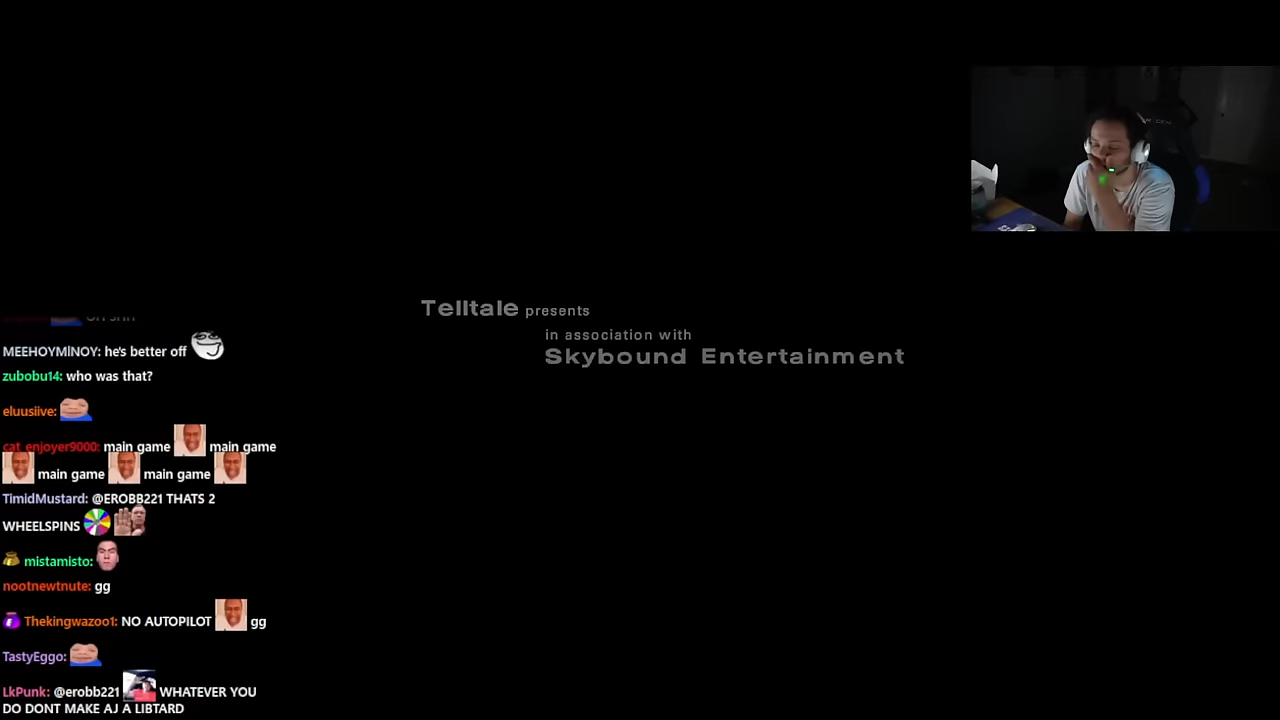 Telltale presents
in association with
Skybound Entertainment
MEEHOYMİNOY: he's better off
zubobu14: who was that?
eluusiive:
cat_enjoyer9000: main game main game
main game main game
TimidMustard: @EROBB221 THATS 2
WHEELSPINS
mistamisto:
nootnewtnute: gg
Thekingwazoo1: NO AUTOPILOT gg
TastyEggo:
LkPunk: @erobb221 WHATEVER YOU
DO DONT MAKE AJ A LIBTARD